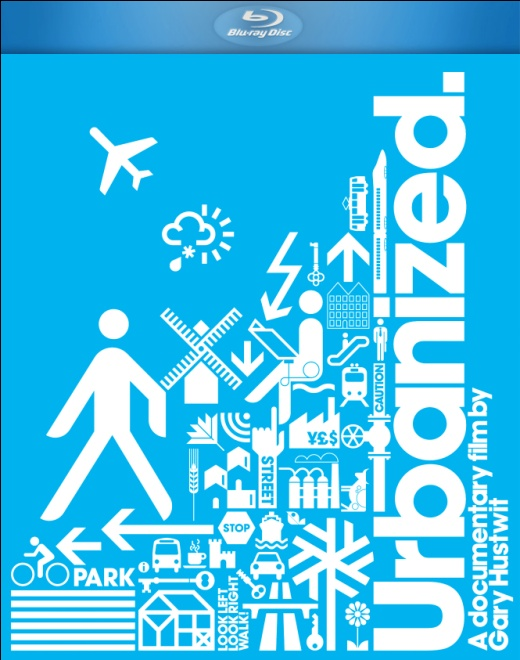 Blu-ray Disc
Urbanized.
A documentary film by
Gary Hustwit
CAUTION
¥£$
STREET
STOP
PARK
i
LOOK LEFT
LOOK RIGHT
WALK!